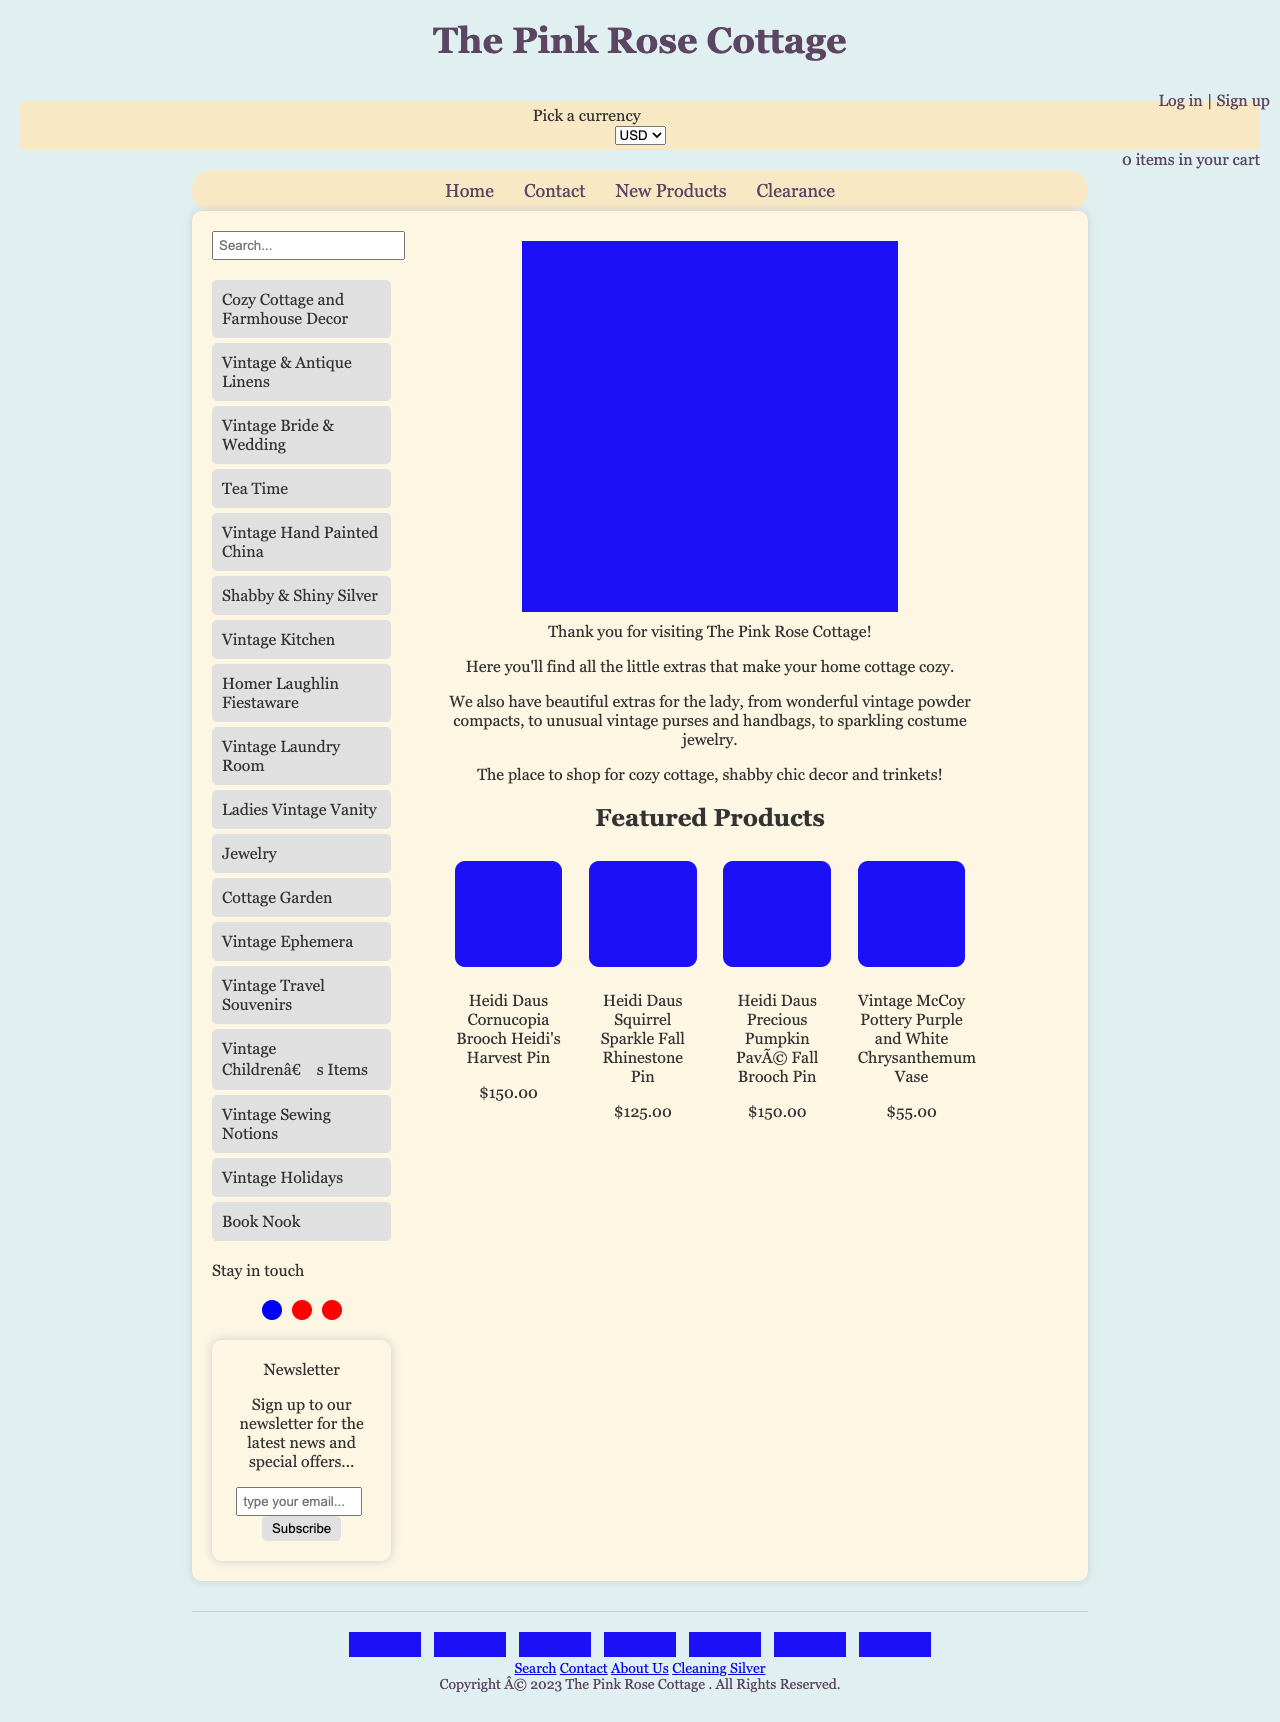 The Pink Rose Cottage
Log in | Sign up
Pick a currency
USD
0 items in your cart
Home Contact New Products Clearance
Search...
Cozy Cottage and
Farmhouse Decor
Vintage & Antique
Linens
Vintage Bride &
Wedding
Tea Time
Vintage Hand Painted
China
Shabby & Shiny Silver
Vintage Kitchen
Homer Laughlin
Fiestaware
Vintage Laundry
Room
Ladies Vintage Vanity
Jewelry
Cottage Garden
Vintage Ephemera
Vintage Travel
Souvenirs
Vintage
Childrenâ€ s Items
Vintage Sewing
Notions
Vintage Holidays
Book Nook
Stay in touch
Newsletter
Sign up to our
newsletter for the
latest news and
special offers...
type your email...
Subscribe
Thank you for visiting The Pink Rose Cottage!
Here you'll find all the little extras that make your home cottage cozy.
We also have beautiful extras for the lady, from wonderful vintage powder
compacts, to unusual vintage purses and handbags, to sparkling costume
jewelry.
The place to shop for cozy cottage, shabby chic decor and trinkets!
Featured Products
Heidi Daus
Cornucopia
Brooch Heidi's
Harvest Pin
$150.00
Heidi Daus
Squirrel
Sparkle Fall
Rhinestone
Pin
$125.00
Heidi Daus
Precious
Pumpkin
PavÃ© Fall
Brooch Pin
$150.00
Vintage McCoy
Pottery Purple
and White
Chrysanthemum
Vase
$55.00
Search Contact About Us Cleaning Silver
Copyright Â© 2023 The Pink Rose Cottage . All Rights Reserved.